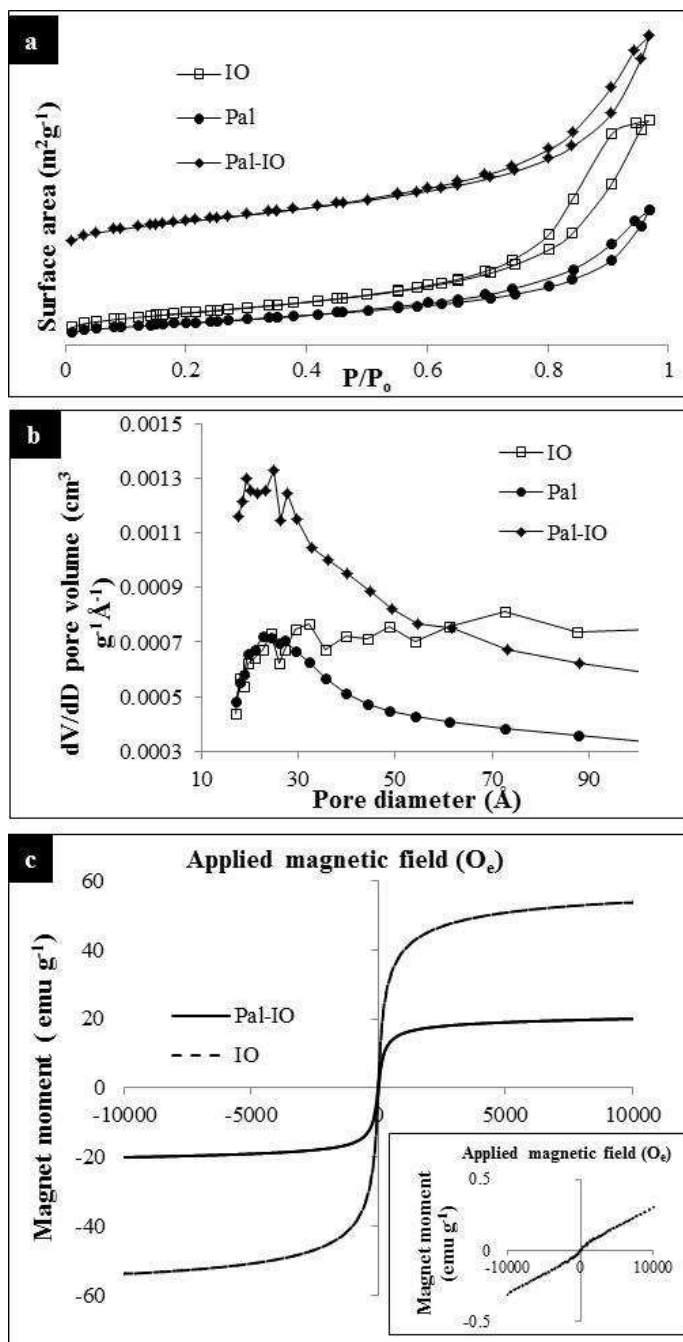 a
IO
Pal
Pal-IO
Surface area (m²g⁻¹)
0 0.2 0.4 0.6 0.8 1
P/Pₒ
b
0.0015
0.0013
0.0011
0.0009
0.0007
0.0005
0.0003
IO
Pal
Pal-IO
dV/dD pore volume (cm³
g⁻¹ Å⁻¹)
10 30 50 70 90
Pore diameter (Å)
c
Applied magnetic field (Oₑ)
60
40
20
0
-20
-40
-60
Pal-IO
IO
Magnet moment ( emu g⁻¹)
-10000 -5000 0 5000 10000
Applied magnetic field (Oₑ)
0.5
0
-0.5
-10000 0 10000
Magnet moment
(emu g⁻¹)